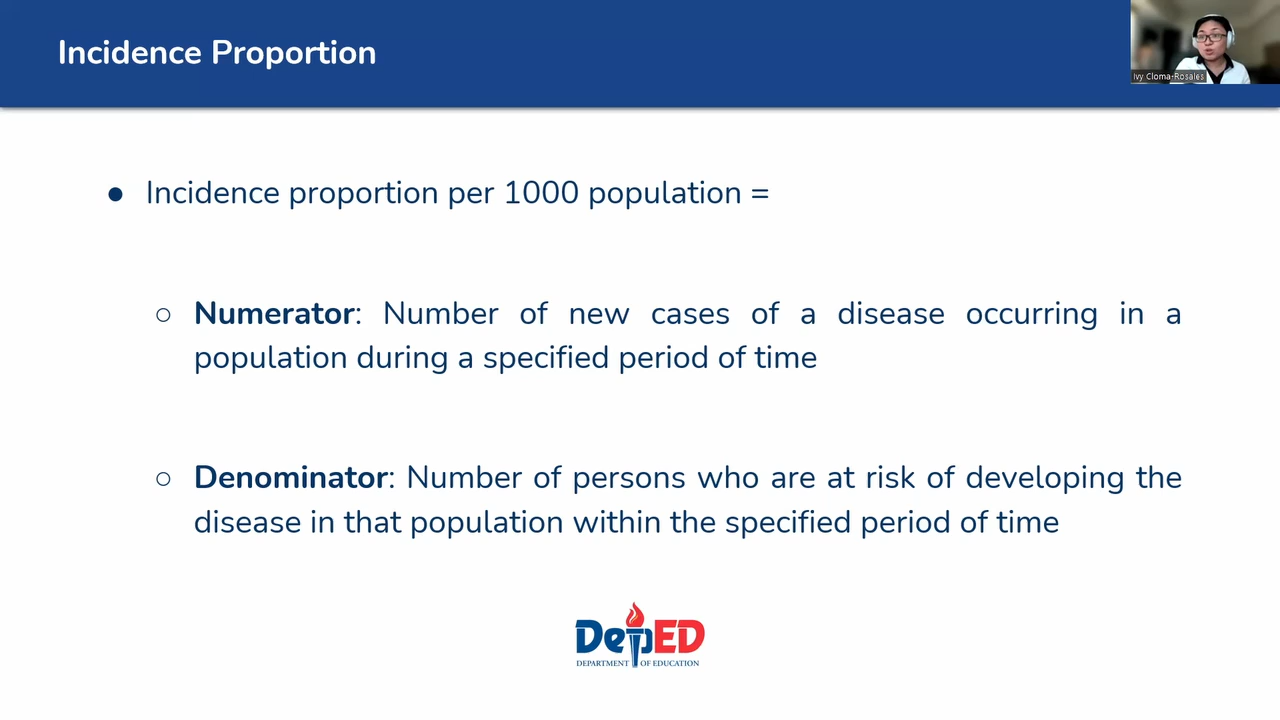 Incidence Proportion
Ivy Cloma-Rosales
● Incidence proportion per 1000 population =
○ Numerator: Number of new cases of a disease occurring in a
population during a specified period of time
○ Denominator: Number of persons who are at risk of developing the
disease in that population within the specified period of time
DepED
DEPARTMENT OF EDUCATION